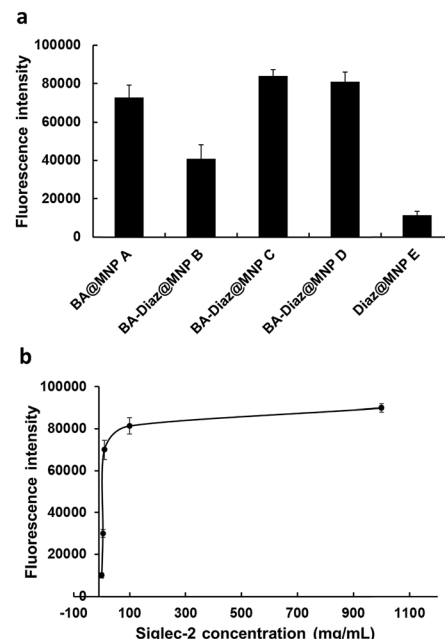 a
100000
80000
60000
40000
20000
0
Fluorescence intensity
BA@MNP A
BA-Diaz@MNP B
BA-Diaz@MNP C
BA-Diaz@MNP D
Diaz@MNP E
b
100000
80000
60000
40000
20000
0
Fluorescence intensity
-100 100 300 500 700 900 1100
Siglec-2 concentration (mg/mL)